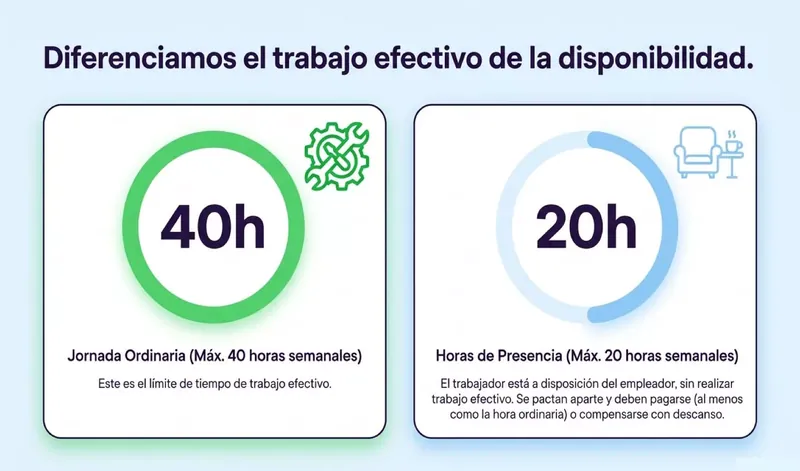 Diferenciamos el trabajo efectivo de la disponibilidad.
40h
Jornada Ordinaria (Máx. 40 horas semanales)
Este es el límite de tiempo de trabajo efectivo.
20h
Horas de Presencia (Máx. 20 horas semanales)
El trabajador está a disposición del empleador, sin realizar
trabajo efectivo. Se pactan aparte y deben pagarse (al menos
como la hora ordinaria) o compensarse con descanso.